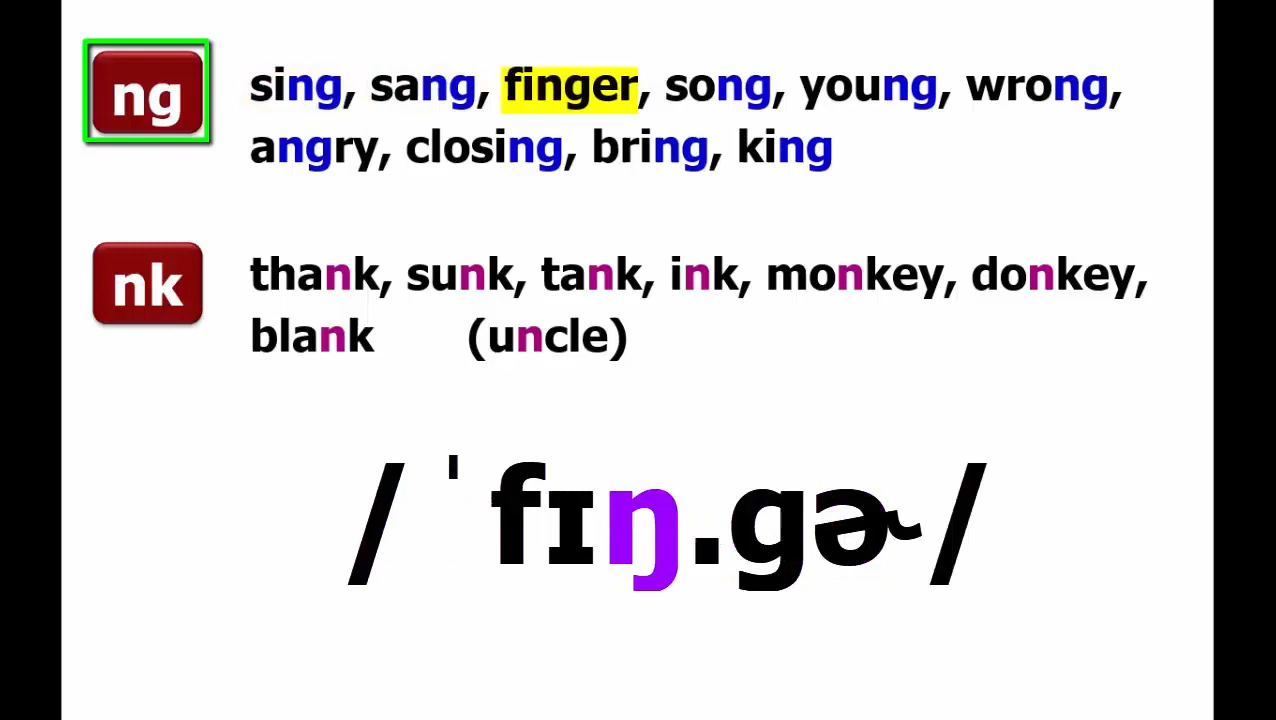 ng
sing, sang, finger, song, young, wrong,
angry, closing, bring, king
nk
thank, sunk, tank, ink, monkey, donkey,
blank (uncle)
/ˈfɪŋ.gɚ/